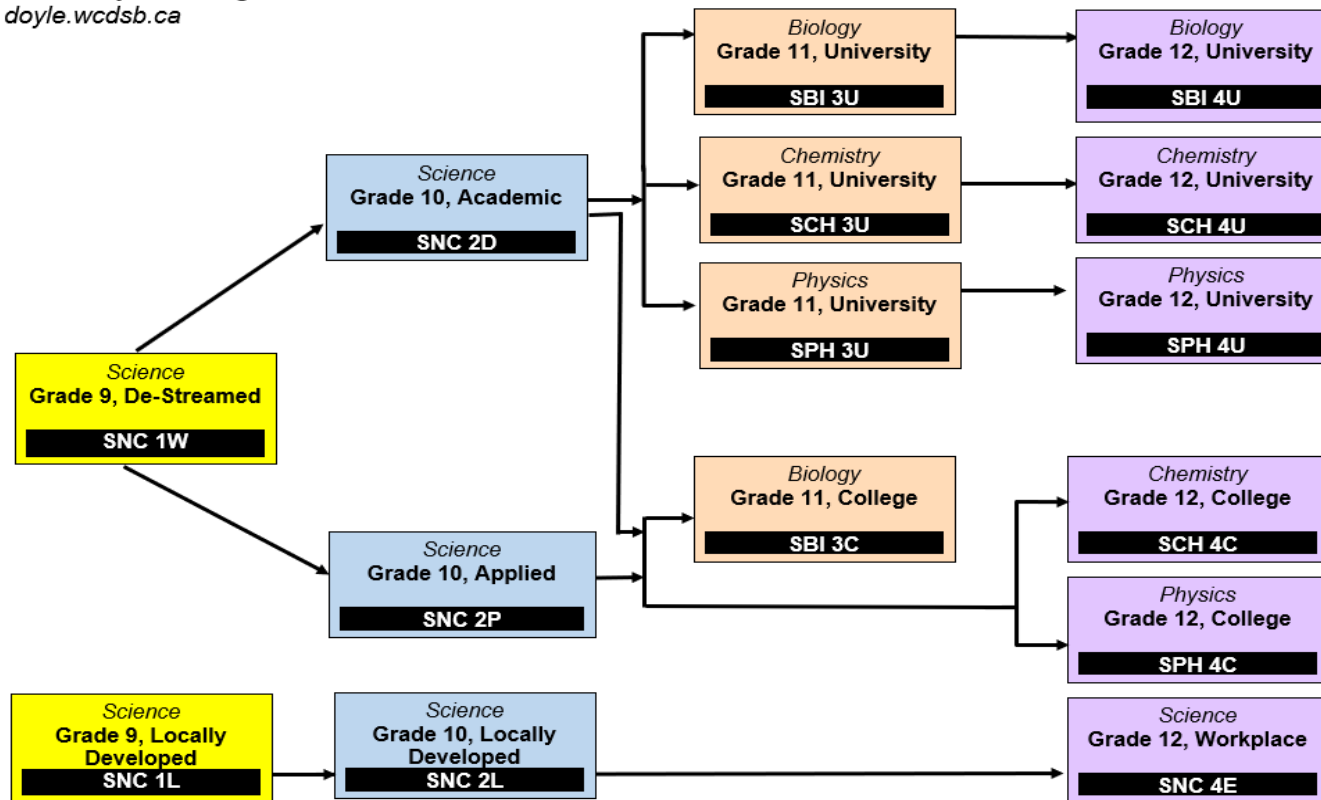 doyle.wcdsb.ca
Biology
Grade 11, University
SBI 3U
Biology
Grade 12, University
SBI 4U
Science
Grade 10, Academic
SNC 2D
Chemistry
Grade 11, University
SCH 3U
Chemistry
Grade 12, University
SCH 4U
Physics
Grade 11, University
SPH 3U
Physics
Grade 12, University
SPH 4U
Science
Grade 9, De-Streamed
SNC 1W
Biology
Grade 11, College
SBI 3C
Chemistry
Grade 12, College
SCH 4C
Science
Grade 10, Applied
SNC 2P
Physics
Grade 12, College
SPH 4C
Science
Grade 9, Locally
Developed
SNC 1L
Science
Grade 10, Locally
Developed
SNC 2L
Science
Grade 12, Workplace
SNC 4E